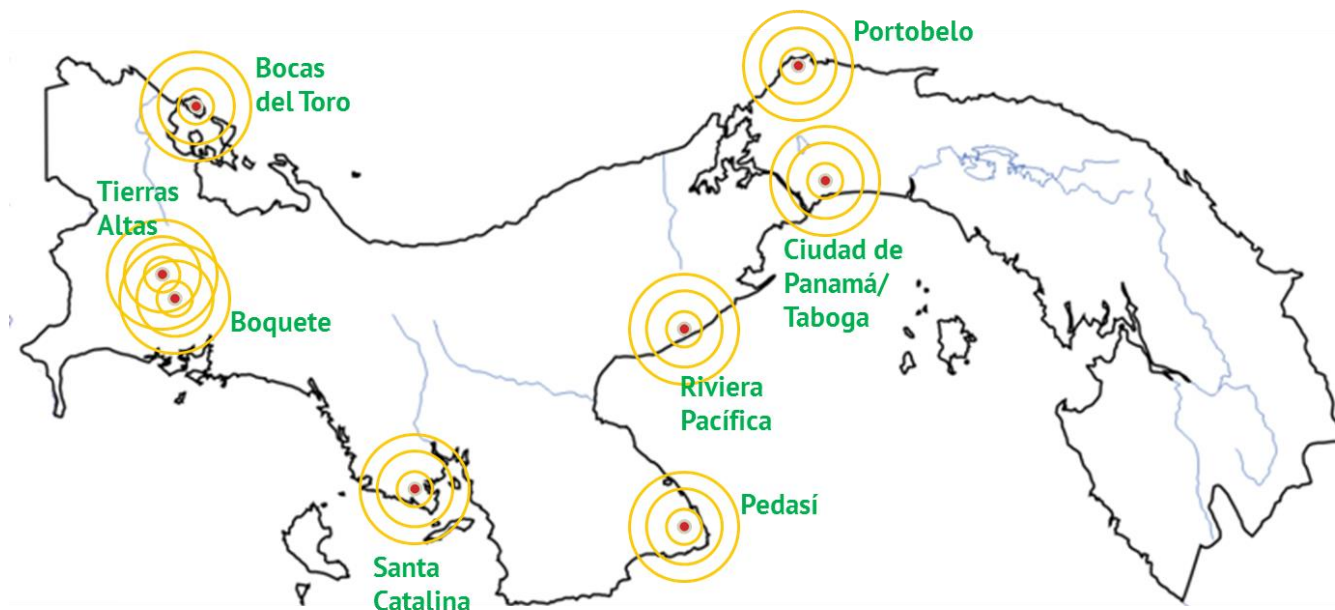 Portobelo
Bocas
del Toro
Tierras
Altas
Ciudad de
Panamá/
Taboga
Boquete
Riviera
Pacífica
Pedasí
Santa
Catalina